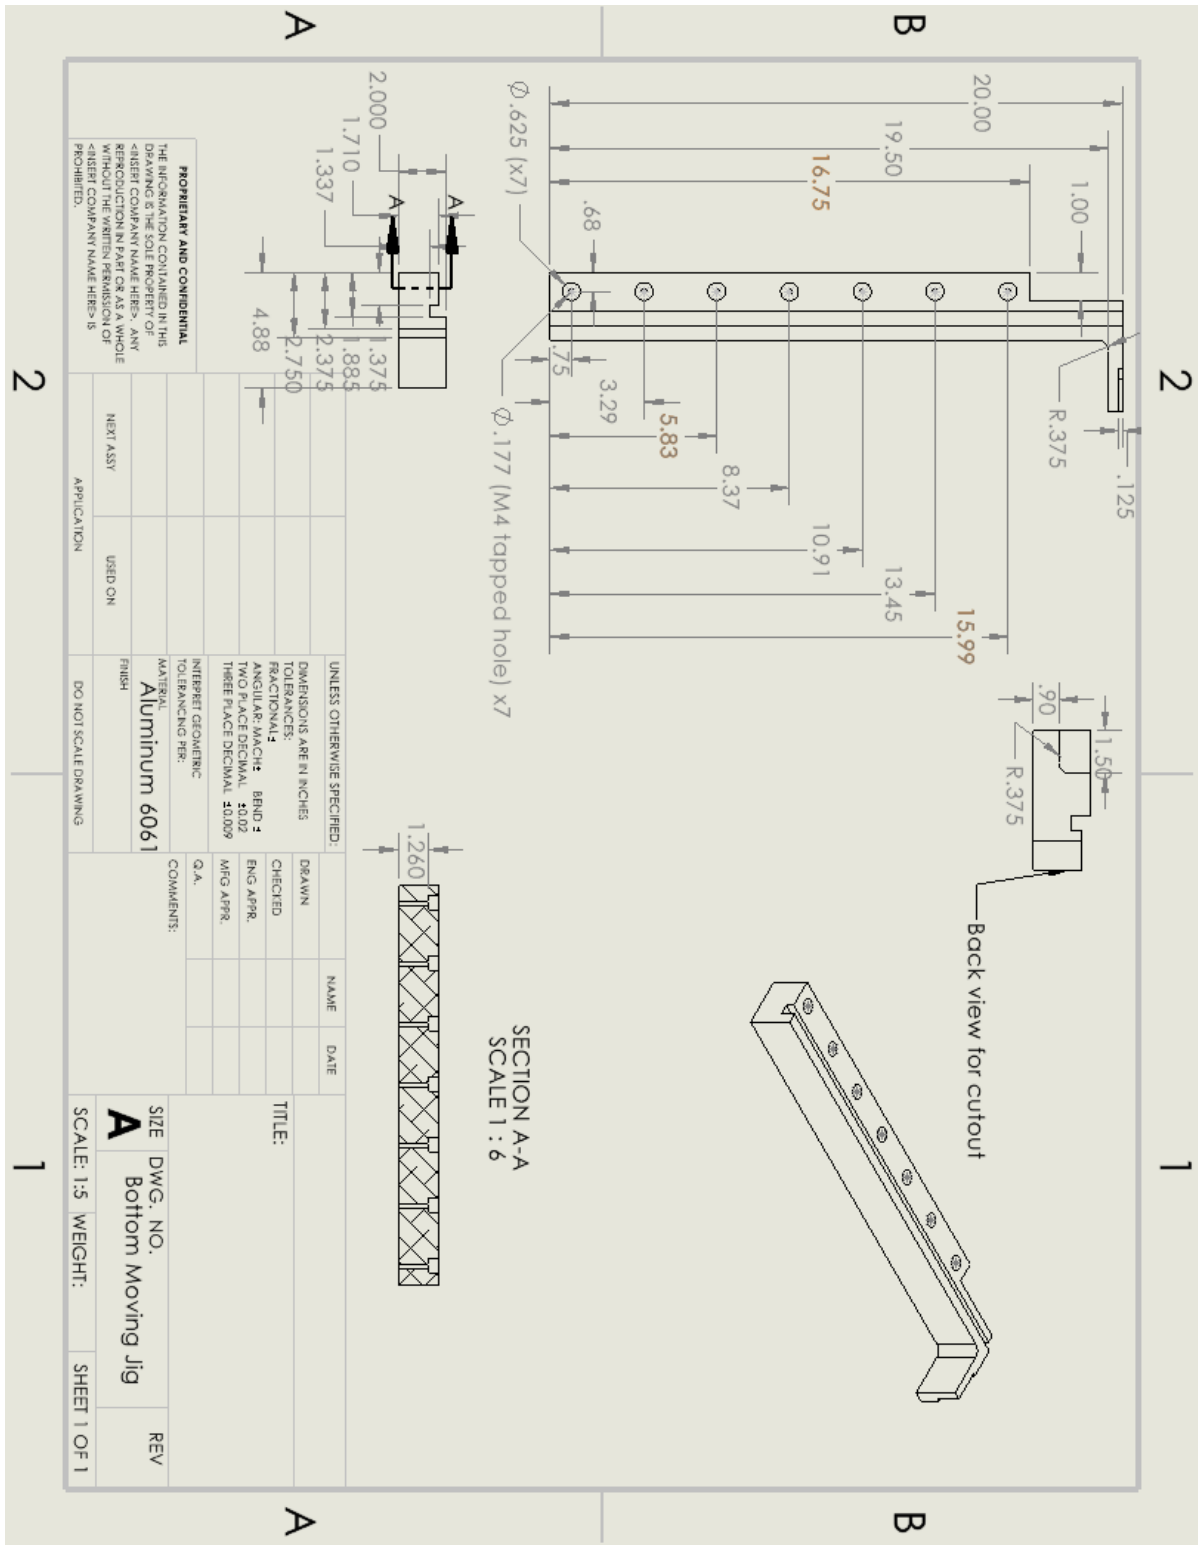 B
A
2
1
20.00
19.50
16.75
1.00
.68
Ø.625 (x7)
.75
3.29
5.83
8.37
10.91
13.45
15.99
R.375
.125
Ø.177 (M4 tapped hole) x7
.90
1.50
R.375
Back view for cutout
2.000
1.710
1.337
A
A
.375
1.885
2.375
2.750
4.88
1.260
SECTION A-A
SCALE 1 : 6
PROPRIETARY AND CONFIDENTIAL
THE INFORMATION CONTAINED IN THIS
DRAWING IS THE SOLE PROPERTY OF
<INSERT COMPANY NAME HERE>. ANY
REPRODUCTION IN PART OR AS A WHOLE
WITHOUT THE WRITTEN PERMISSION OF
<INSERT COMPANY NAME HERE> IS
PROHIBITED.
NEXT ASSY
USED ON
APPLICATION
UNLESS OTHERWISE SPECIFIED:
DIMENSIONS ARE IN INCHES
TOLERANCES:
FRACTIONAL±
ANGULAR: MACH± BEND ±
TWO PLACE DECIMAL ±0.02
THREE PLACE DECIMAL ±0.009
INTERPRET GEOMETRIC
TOLERANCING PER:
MATERIAL
Aluminum 6061
FINISH
DO NOT SCALE DRAWING
NAME
DATE
DRAWN
CHECKED
ENG APPR.
MFG APPR.
Q.A.
COMMENTS:
TITLE:
SIZE
DWG. NO.
REV
A
Bottom Moving Jig
SCALE: 1:5
WEIGHT:
SHEET 1 OF 1
B
A
2
1